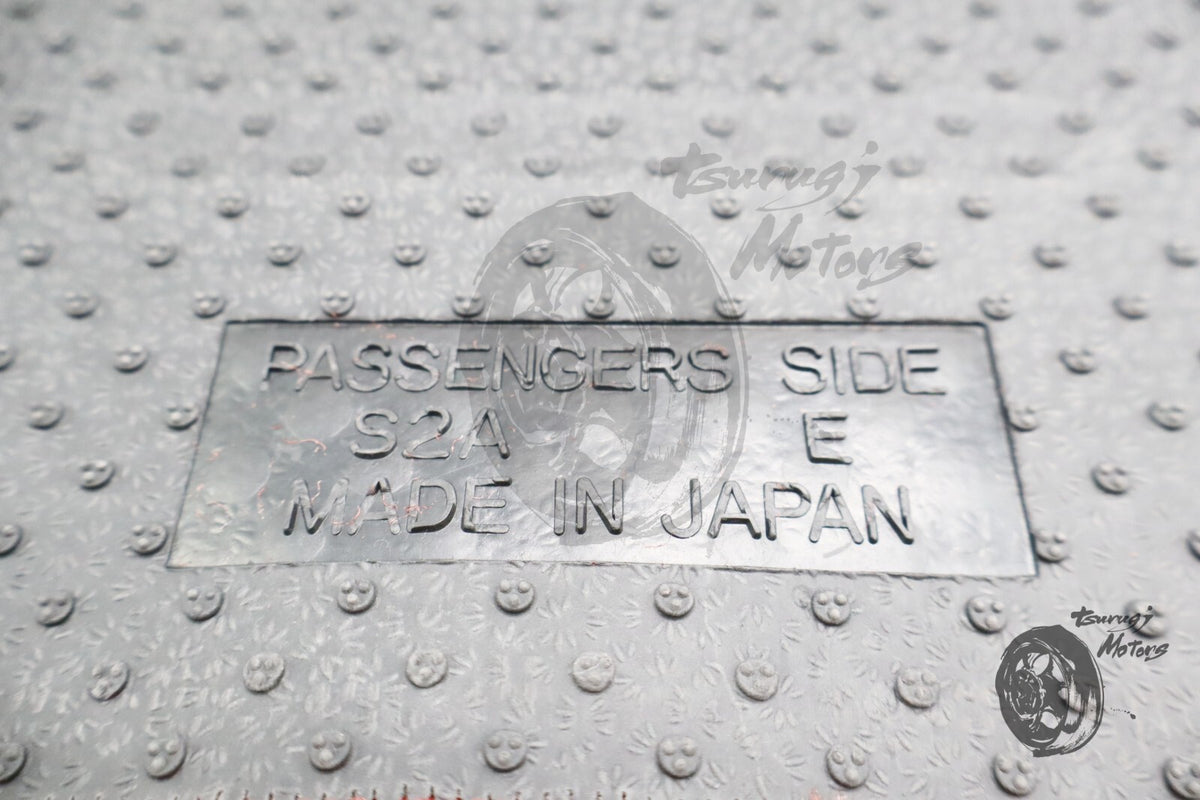 tsurugi
Motors
PASSENGERS SIDE
S2A E
MADE IN JAPAN
tsurugi
Motors